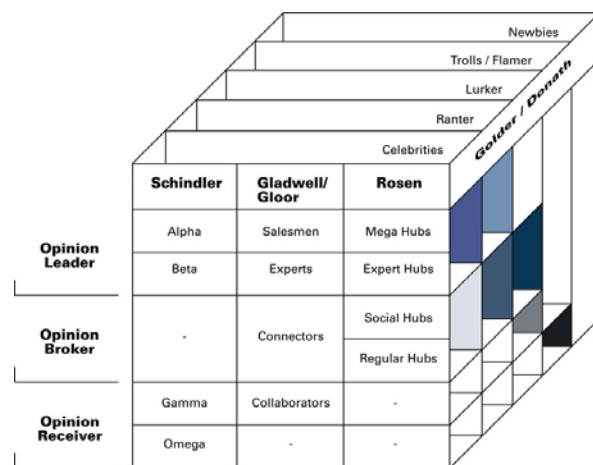 Newbies
Trolls / Flamer
Lurker
Ranter
Celebrities
Golder / Donath
Schindler Gladwell/ Rosen
Gloor
Opinion
Leader
Alpha Salesmen Mega Hubs
Beta Experts Expert Hubs
Opinion
Broker
- Connectors Social Hubs
Regular Hubs
Opinion
Receiver
Gamma Collaborators -
Omega - -